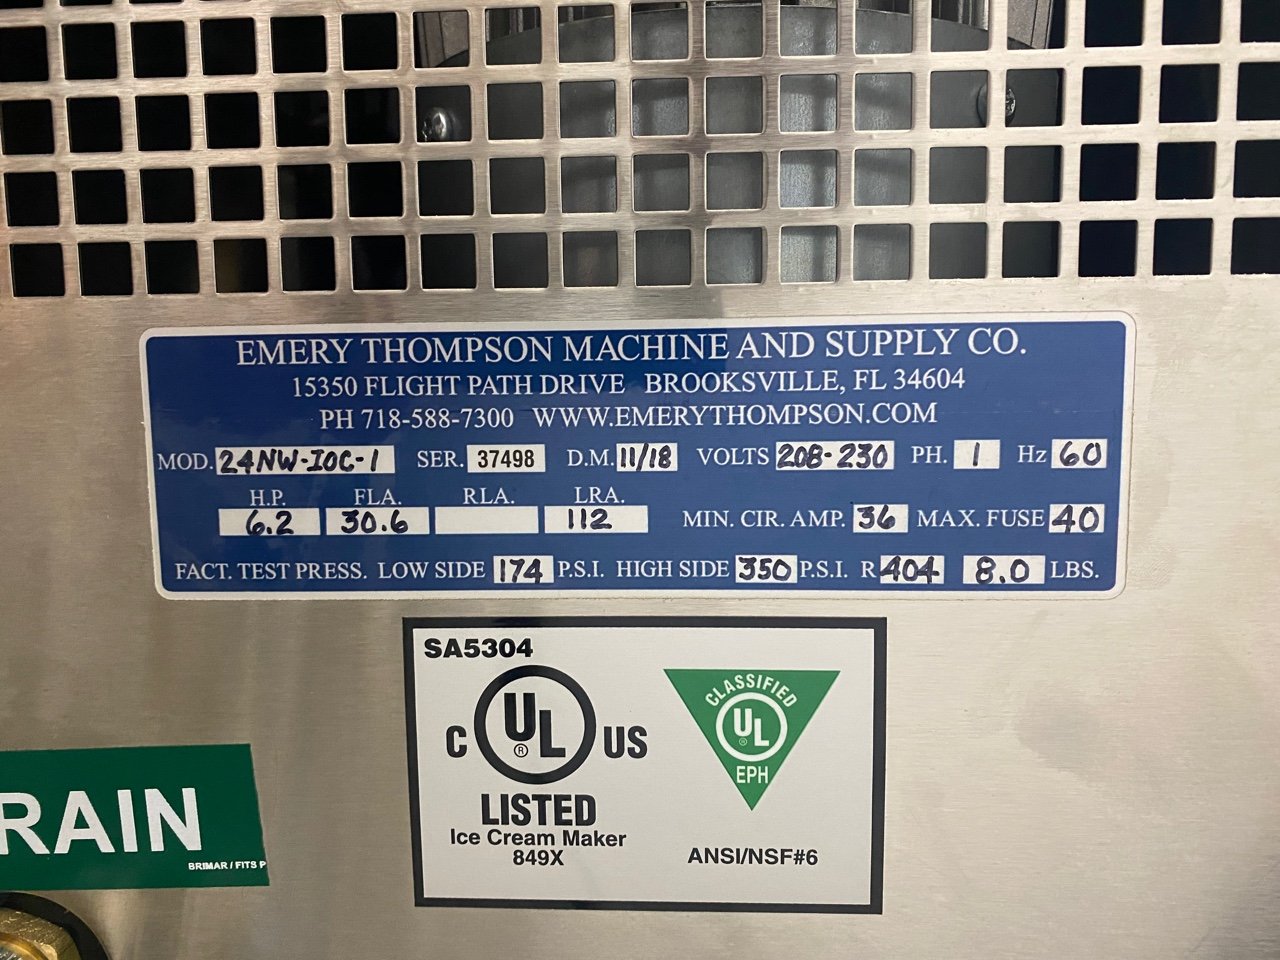 EMERY THOMPSON MACHINE AND SUPPLY CO.
15350 FLIGHT PATH DRIVE BROOKSVILLE, FL 34604
PH 718-588-7300 WWW.EMERYTHOMPSON.COM
MOD. 24NW-IOC-1 SER. 37498 D.M. 11/18 VOLTS 208-230 PH. 1 Hz 60
H.P. FLA. RLA. LRA.
6.2 30.6 112 MIN. CIR. AMP. 36 MAX. FUSE 40
FACT. TEST PRESS. LOW SIDE 174 P.S.I. HIGH SIDE 350 P.S.I. R 404 8.0 LBS.
SA5304
C UL ® US
LISTED
Ice Cream Maker
849X
CLASSIFIED
UL ®
EPH
ANSI/NSF#6
RAIN
BRIMAR / FITS P